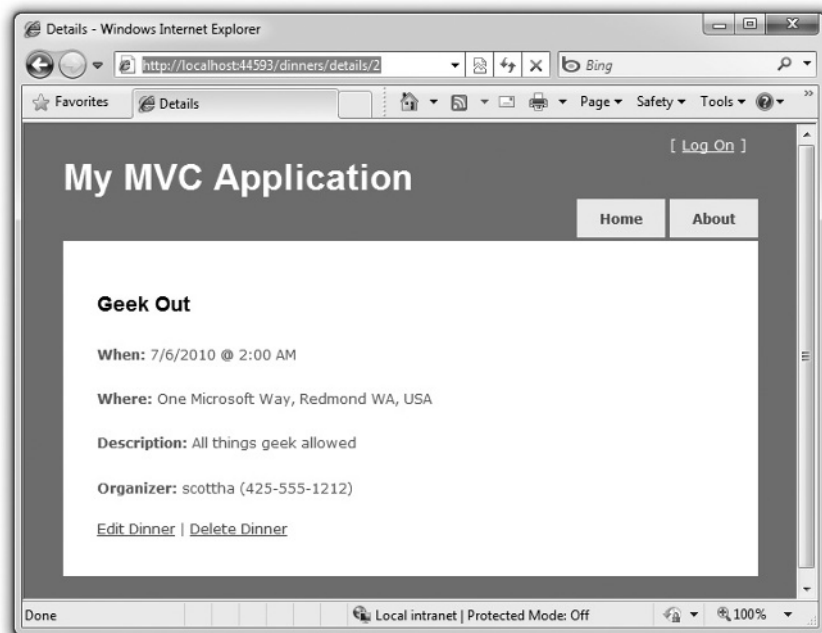 Details - Windows Internet Explorer
http://localhost:44593/dinners/details/2
Bing
Favorites
Details
Page
Safety
Tools
»
[ Log On ]
My MVC Application
Home
About
Geek Out
When: 7/6/2010 @ 2:00 AM
Where: One Microsoft Way, Redmond WA, USA
Description: All things geek allowed
Organizer: scottha (425-555-1212)
Edit Dinner | Delete Dinner
Done
Local intranet | Protected Mode: Off
100%